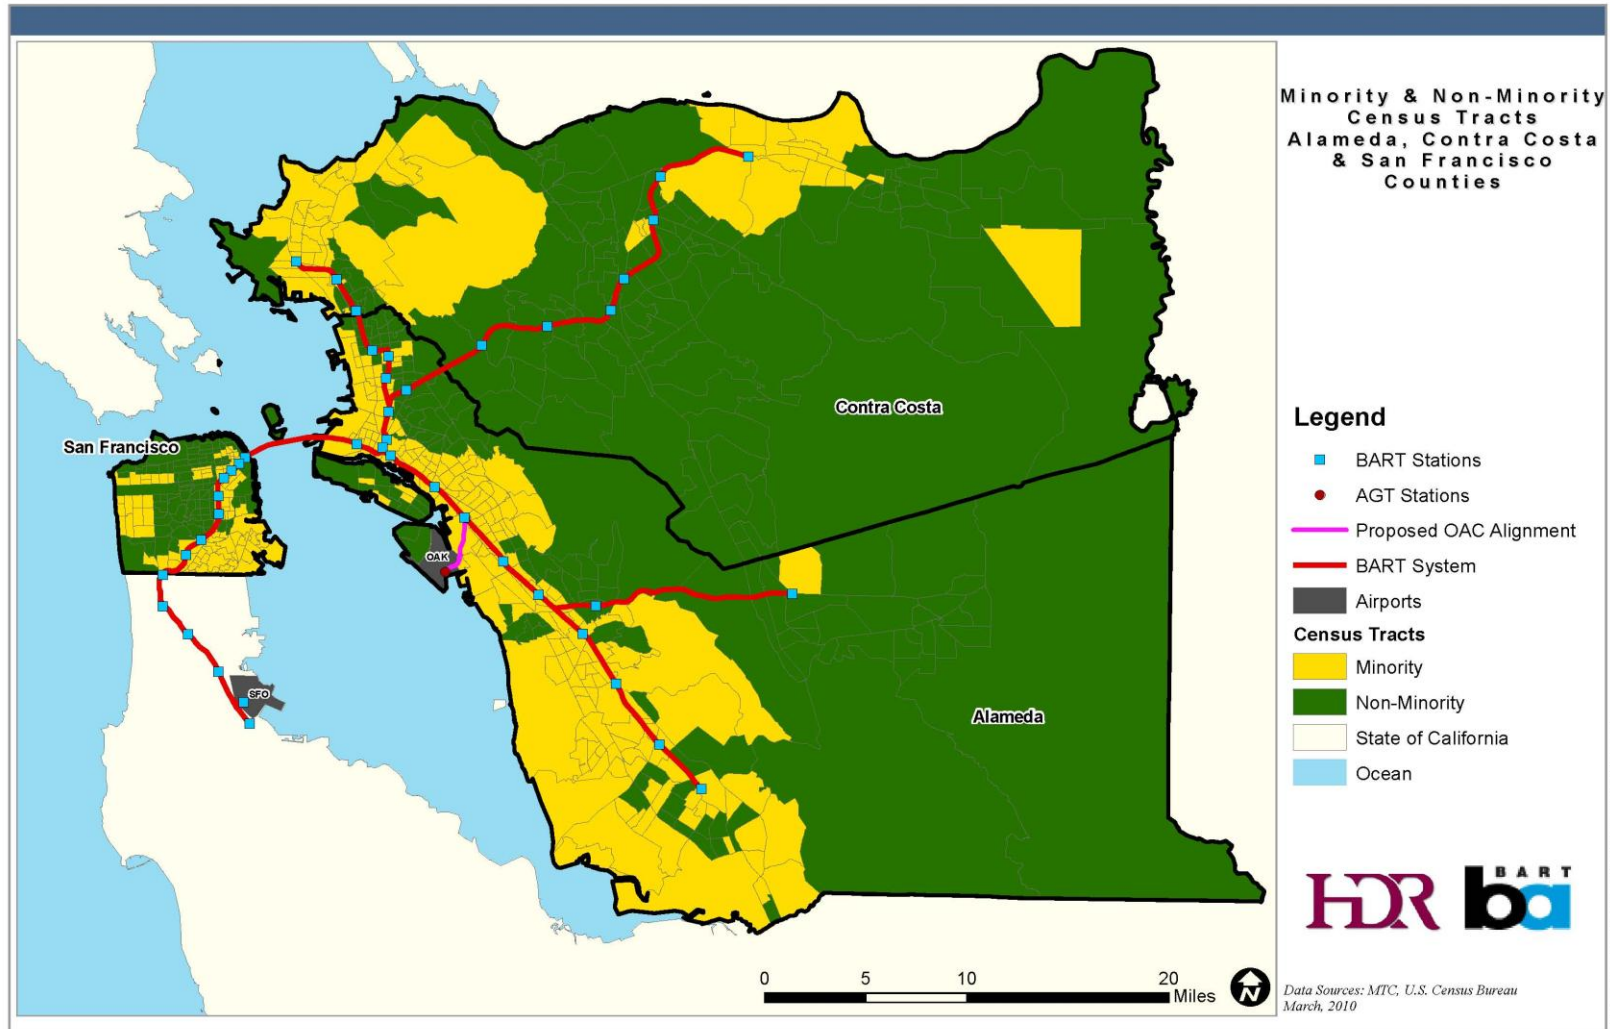 Minority & Non-Minority
Census Tracts
Alameda, Contra Costa
& San Francisco
Counties
Contra Costa
San Francisco
OAK
SFO
Alameda
Legend
BART Stations
AGT Stations
Proposed OAC Alignment
BART System
Airports
Census Tracts
Minority
Non-Minority
State of California
Ocean
HDR
BART
ba
0 5 10 20
Miles
N
Data Sources: MTC, U.S. Census Bureau
March, 2010